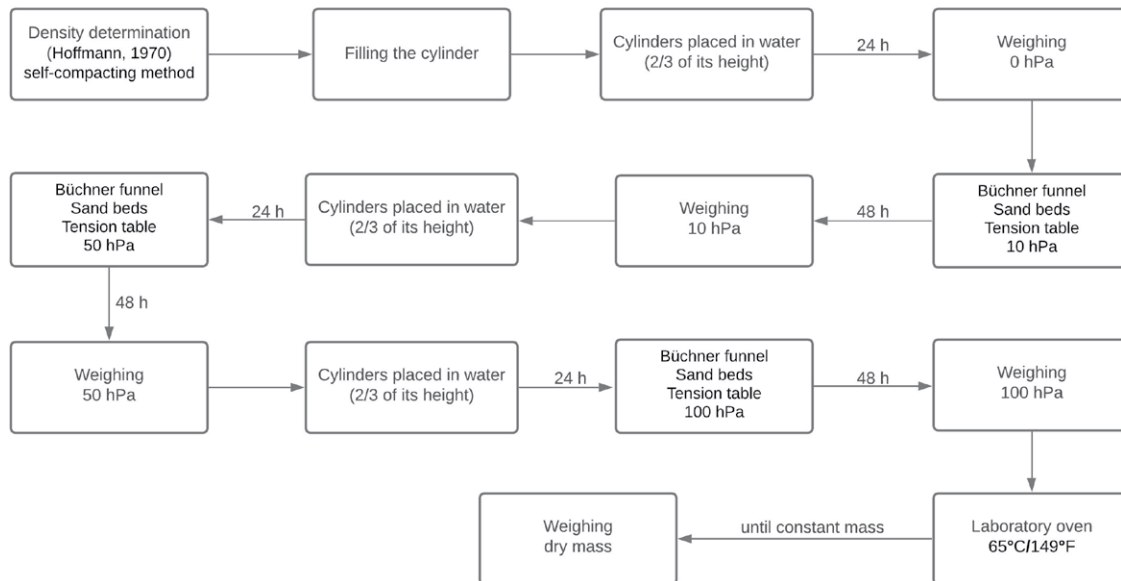 Density determination
(Hoffmann, 1970)
self-compacting method
Filling the cylinder
Cylinders placed in water
(2/3 of its height)
24 h
Weighing
0 hPa
Büchner funnel
Sand beds
Tension table
10 hPa
48 h
Weighing
10 hPa
Cylinders placed in water
(2/3 of its height)
24 h
Büchner funnel
Sand beds
Tension table
50 hPa
48 h
Weighing
50 hPa
Cylinders placed in water
(2/3 of its height)
24 h
Büchner funnel
Sand beds
Tension table
100 hPa
48 h
Weighing
100 hPa
Laboratory oven
65°C/149°F
until constant mass
Weighing
dry mass